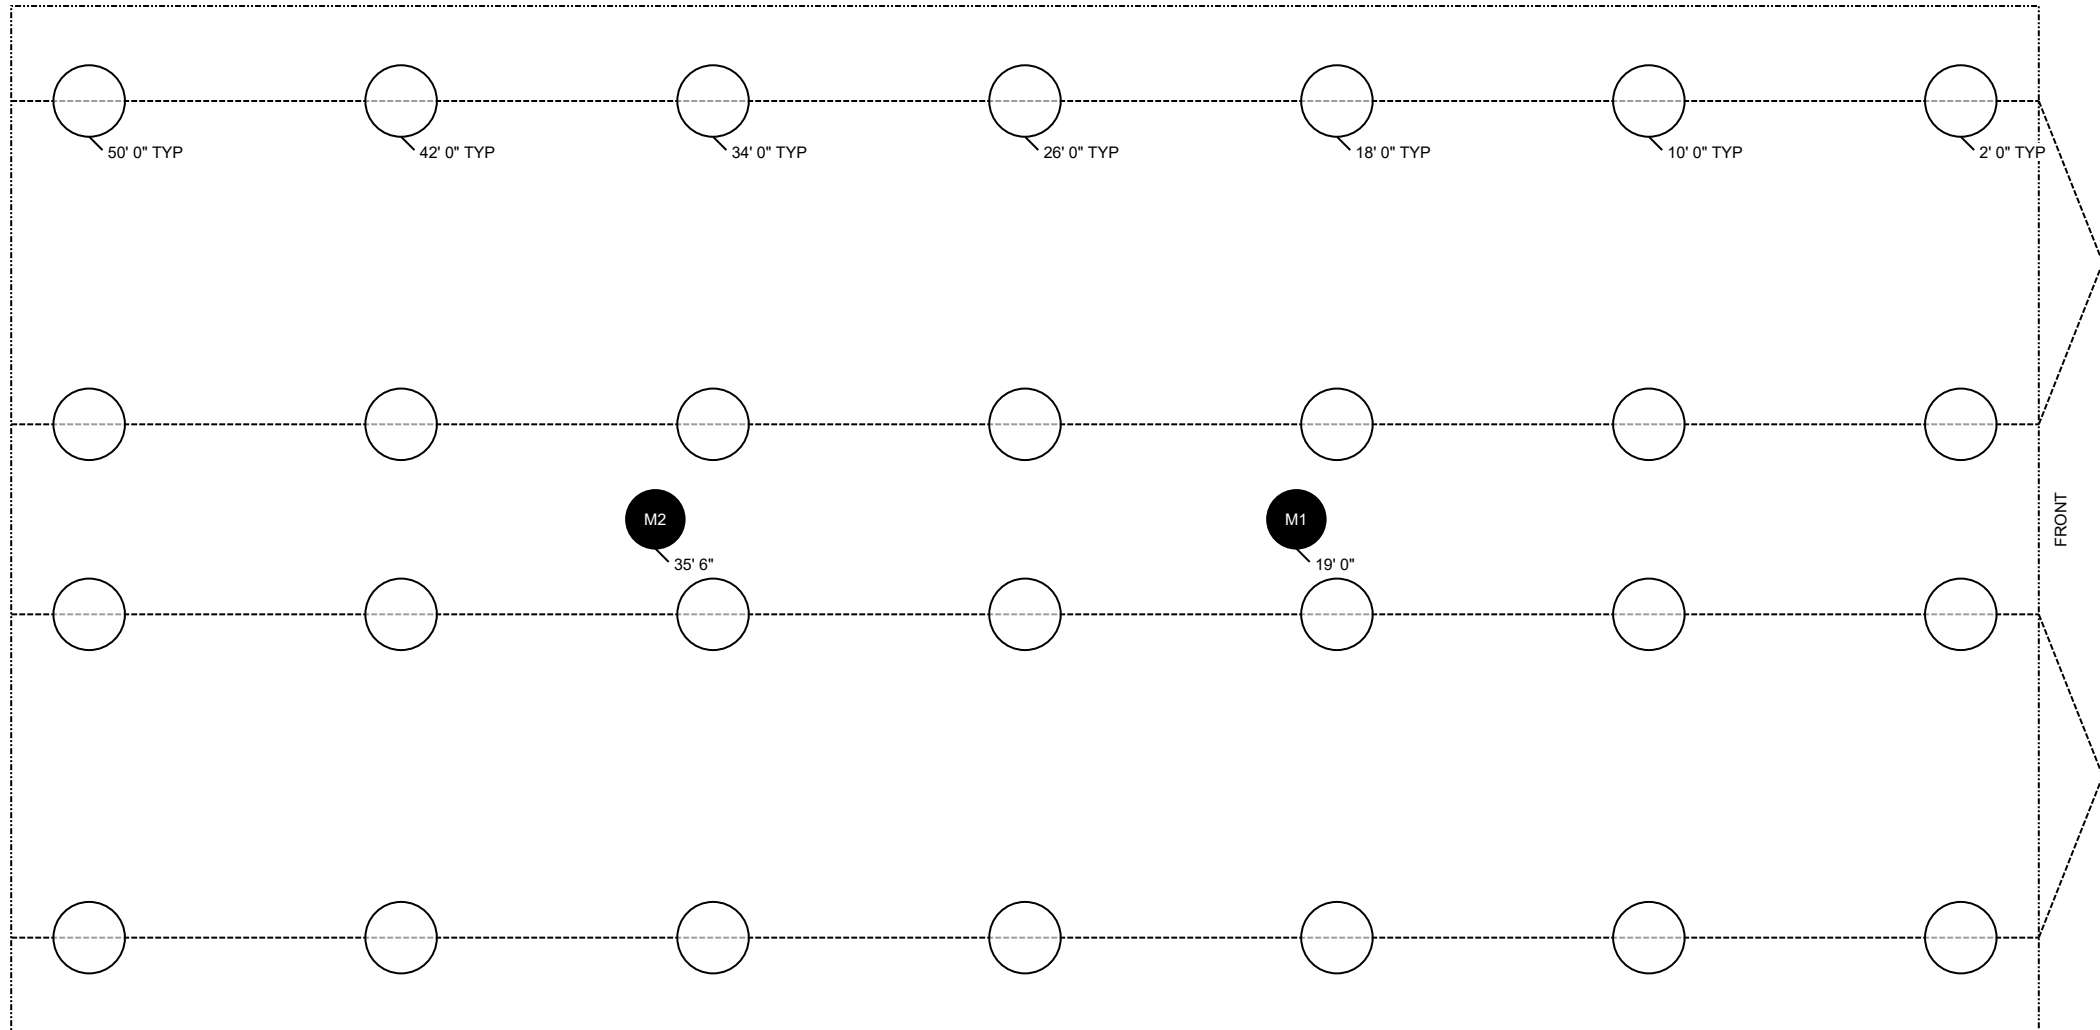 50' 0" TYP
42' 0" TYP
34' 0" TYP
26' 0" TYP
18' 0" TYP
10' 0" TYP
2' 0" TYP
M2
M1
FRONT
35' 6"
19' 0"